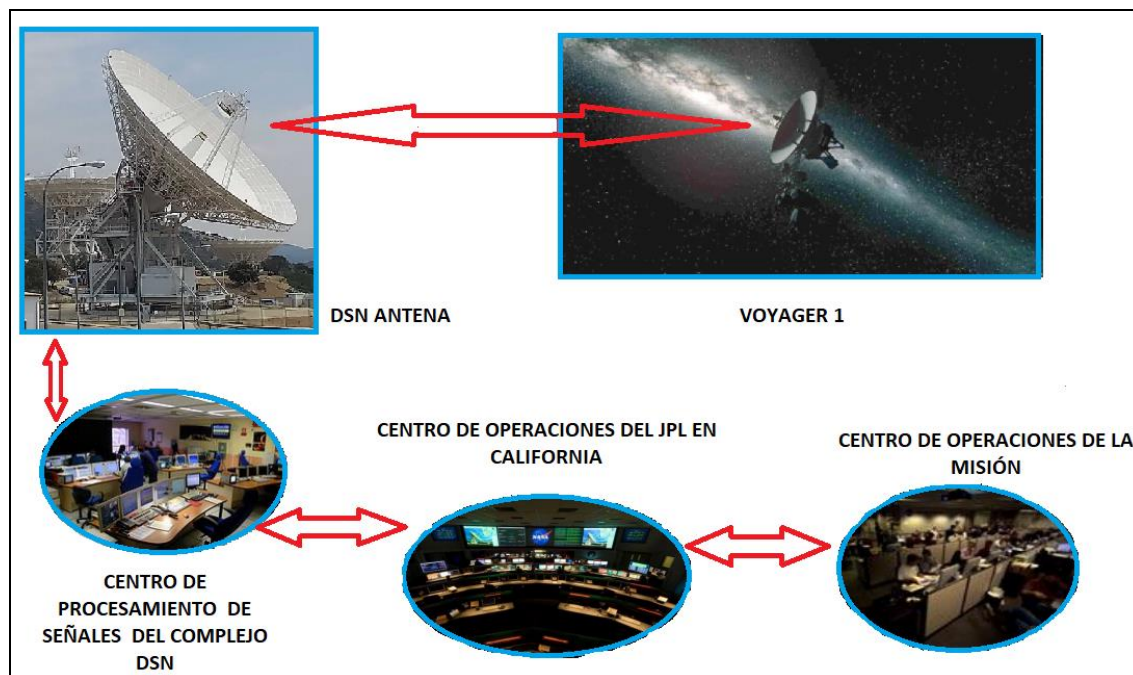 DSN ANTENA
VOYAGER 1
CENTRO DE OPERACIONES DEL JPL EN
CALIFORNIA
CENTRO DE OPERACIONES DE LA
MISIÓN
NASA
CENTRO DE
PROCESAMIENTO DE
SEÑALES DEL COMPLEJO
DSN